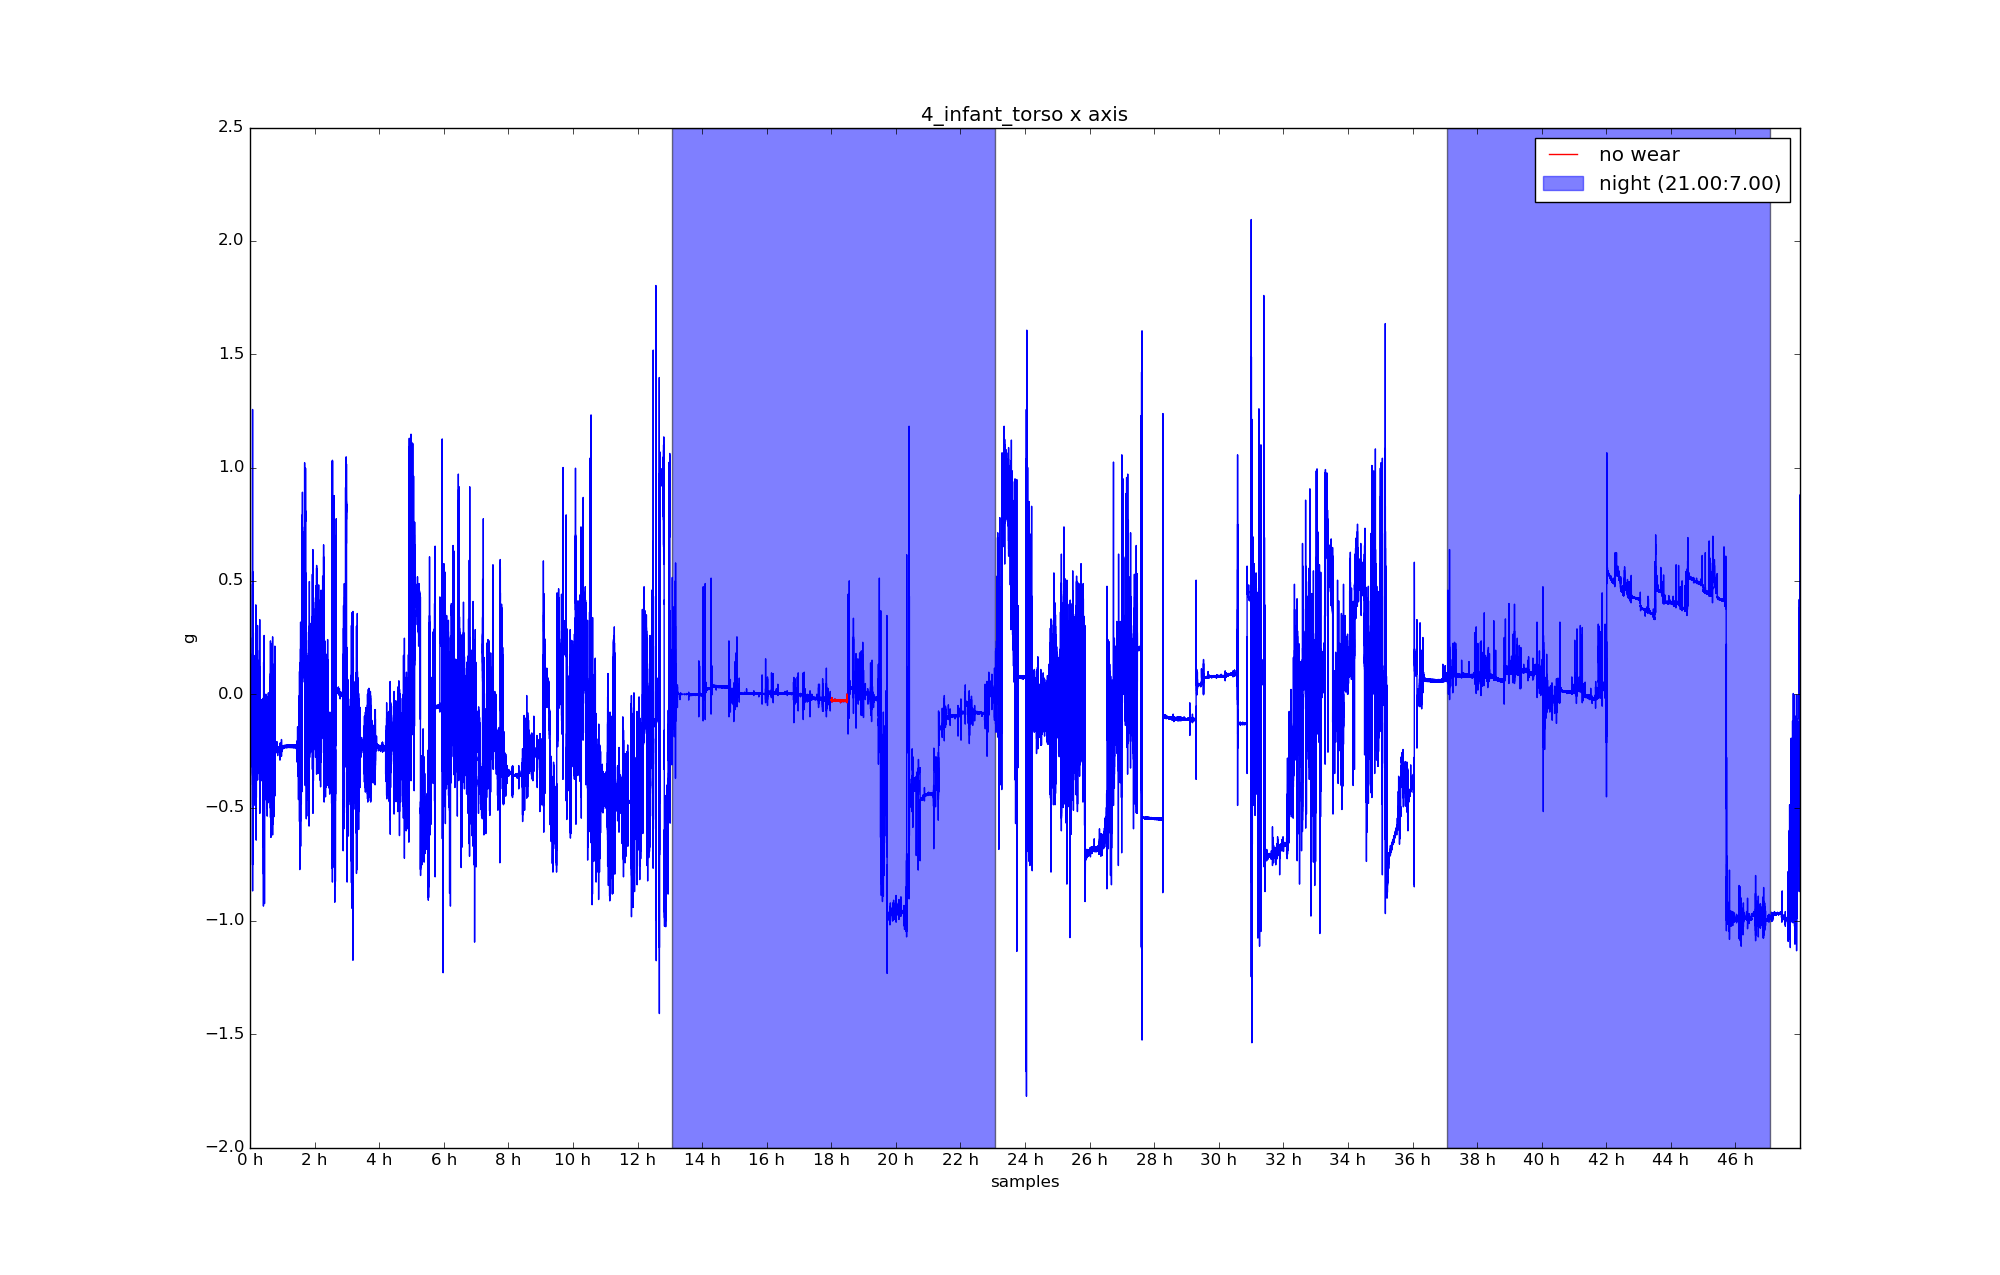 4_infant_torso x axis
no wear
night (21.00:7.00)
2.5
2.0
1.5
1.0
0.5
0.0
−0.5
−1.0
−1.5
−2.0
g
0 h 2 h 4 h 6 h 8 h 10 h 12 h 14 h 16 h 18 h 20 h 22 h 24 h 26 h 28 h 30 h 32 h 34 h 36 h 38 h 40 h 42 h 44 h 46 h
samples